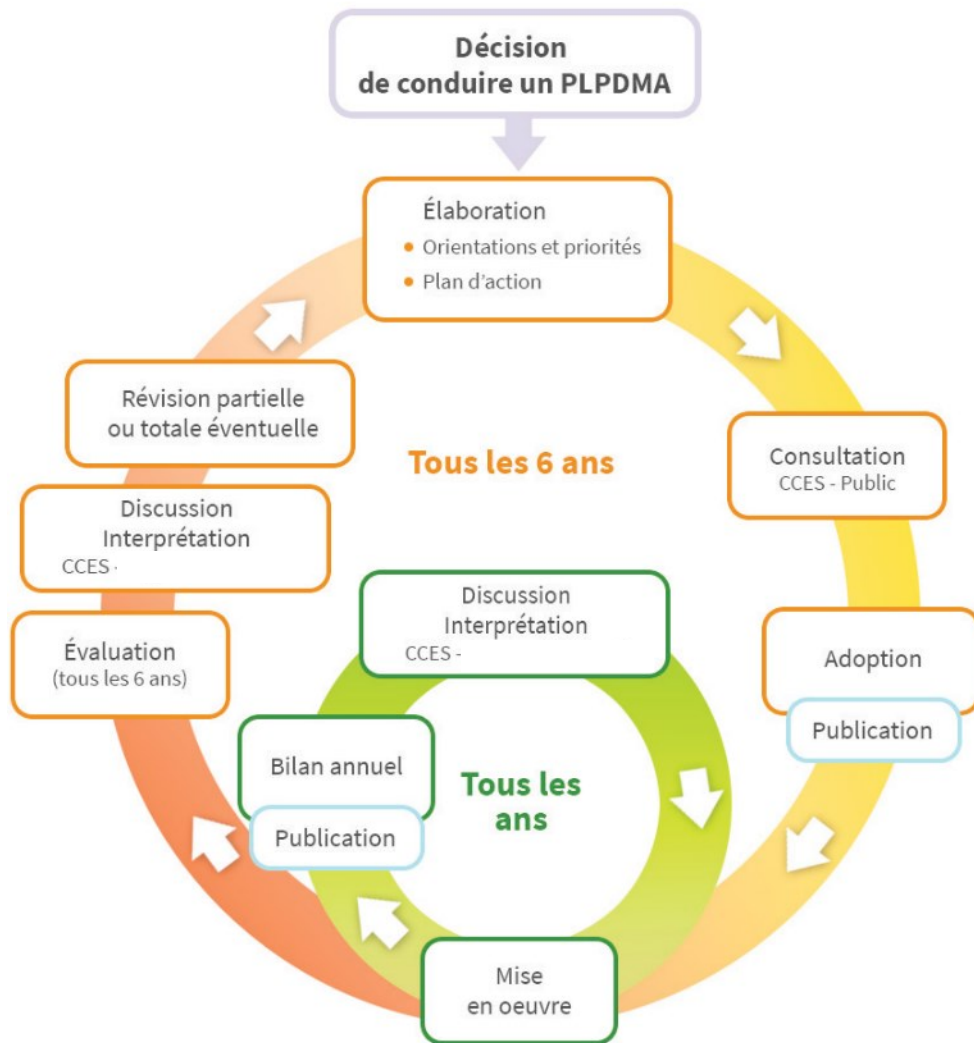 Décision
de conduire un PLPDMA
Élaboration
• Orientations et priorités
• Plan d’action
Révision partielle
ou totale éventuelle
Tous les 6 ans
Consultation
CCES - Public
Discussion
Interprétation
CCES -
Discussion
Interprétation
CCES -
Évaluation
(tous les 6 ans)
Adoption
Publication
Bilan annuel
Publication
Tous les
ans
Mise
en oeuvre